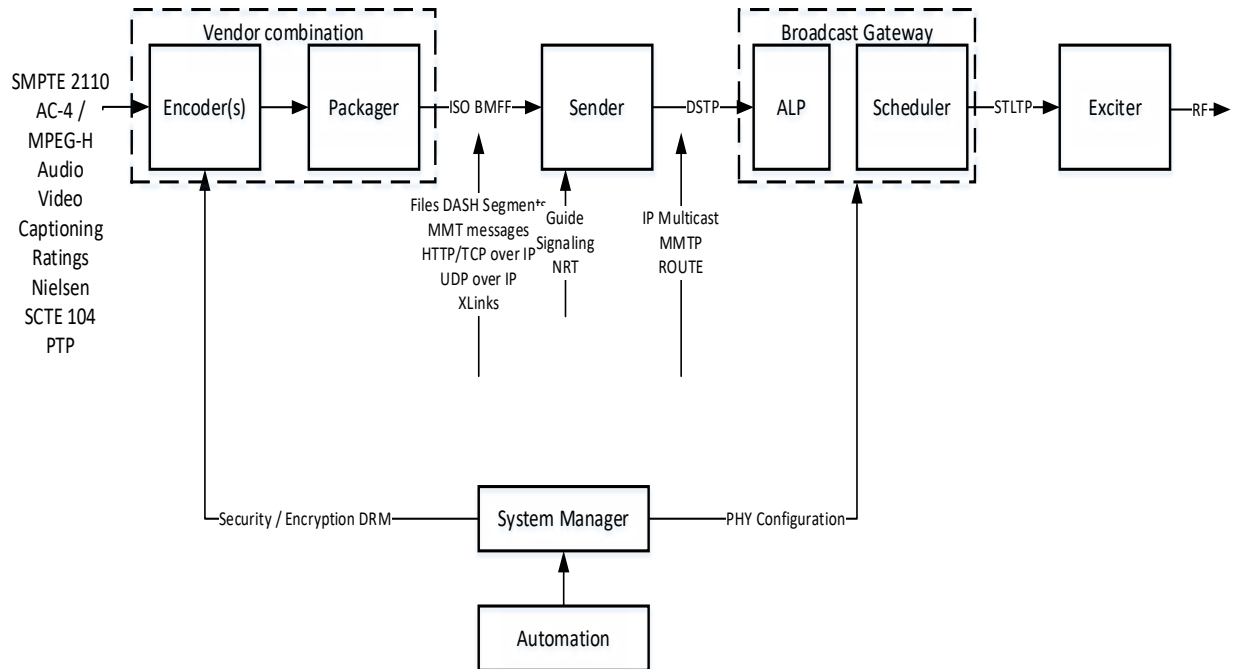 Vendor combination
Broadcast Gateway
SMPTE 2110
AC-4 /
MPEG-H
Audio
Video
Captioning
Ratings
Nielsen
SCTE 104
PTP
Encoder(s)
Packager
ISO BMFF
Sender
DSTP
ALP
Scheduler
STLTP
Exciter
RF
Files DASH Segments
MMT messages
HTTP/TCP over IP
UDP over IP
XLinks
Guide
Signaling
NRT
IP Multicast
MMTP
ROUTE
Security / Encryption DRM
System Manager
PHY Configuration
Automation